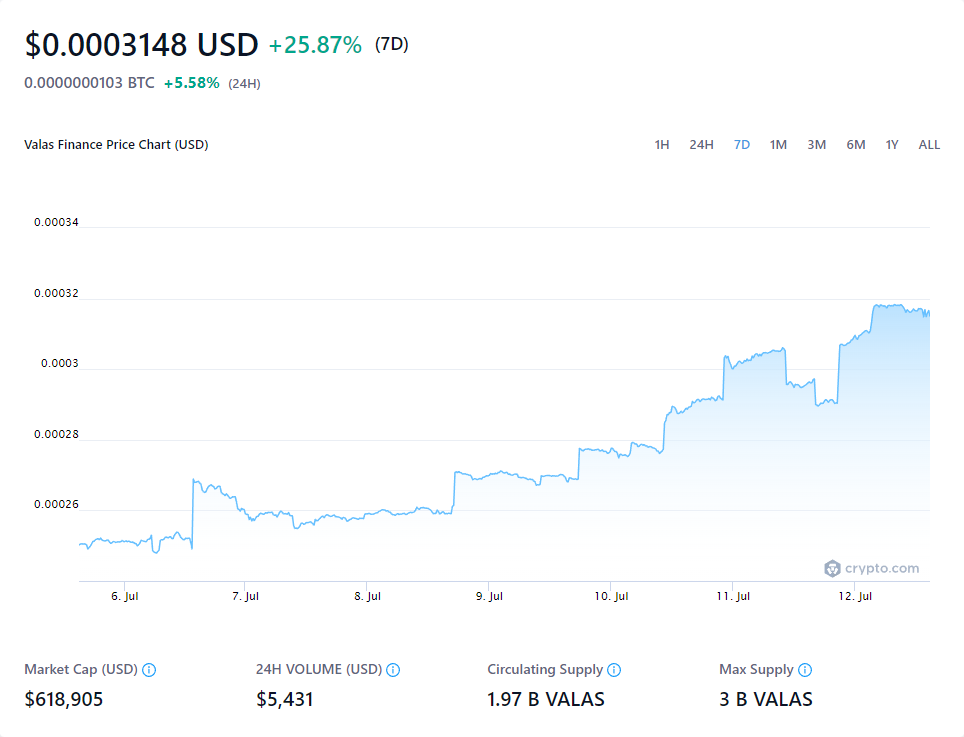 $0.0003148 USD +25.87% (7D)
0.0000000103 BTC +5.58% (24H)
Valas Finance Price Chart (USD) 1H 24H 7D 1M 3M 6M 1Y ALL
0.00034
0.00032
0.0003
0.00028
0.00026
crypto.com
6. Jul 7. Jul 8. Jul 9. Jul 10. Jul 11. Jul 12. Jul
Market Cap (USD) 24H VOLUME (USD) Circulating Supply Max Supply
$618,905 $5,431 1.97 B VALAS 3 B VALAS